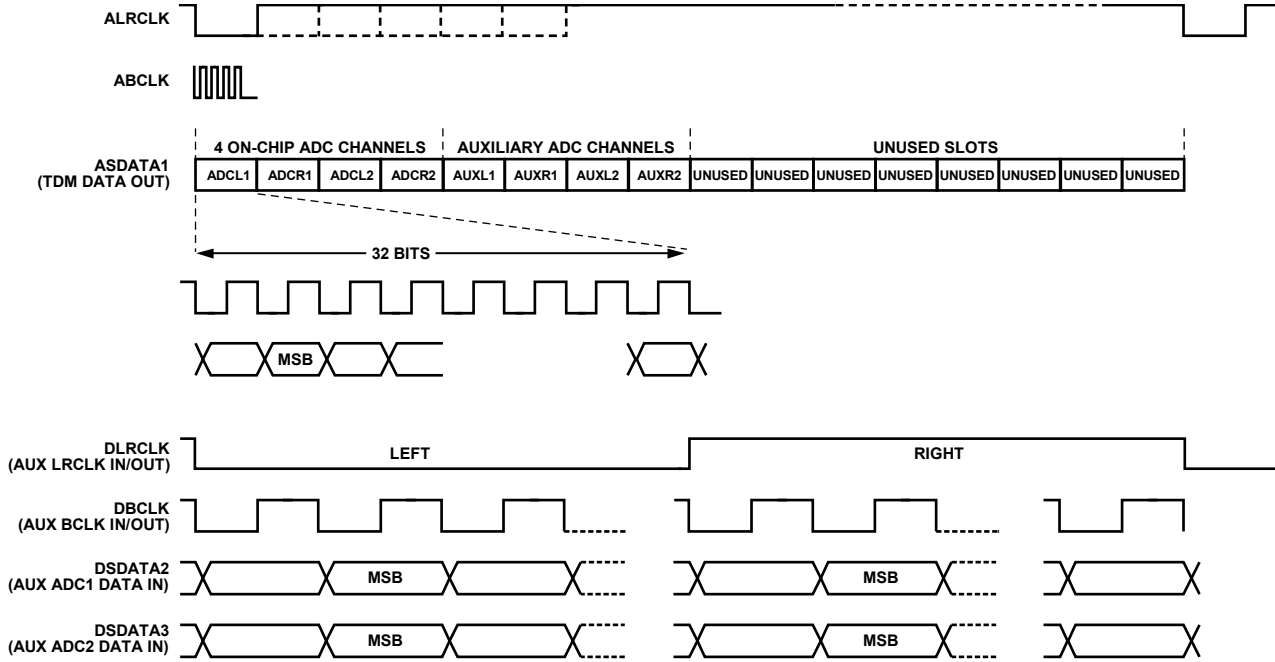 ALRCLK
ABCLK
4 ON-CHIP ADC CHANNELS
AUXILIARY ADC CHANNELS
UNUSED SLOTS
ASDATA1
(TDM DATA OUT)
ADCL1 ADCR1 ADCL2 ADCR2 AUXL1 AUXR1 AUXL2 AUXR2 UNUSED UNUSED UNUSED UNUSED UNUSED UNUSED UNUSED UNUSED
32 BITS
MSB
DLRCLK
(AUX LRCLK IN/OUT)
LEFT
RIGHT
DBCLK
(AUX BCLK IN/OUT)
DSDATA2
(AUX ADC1 DATA IN)
MSB
MSB
DSDATA3
(AUX ADC2 DATA IN)
MSB
MSB